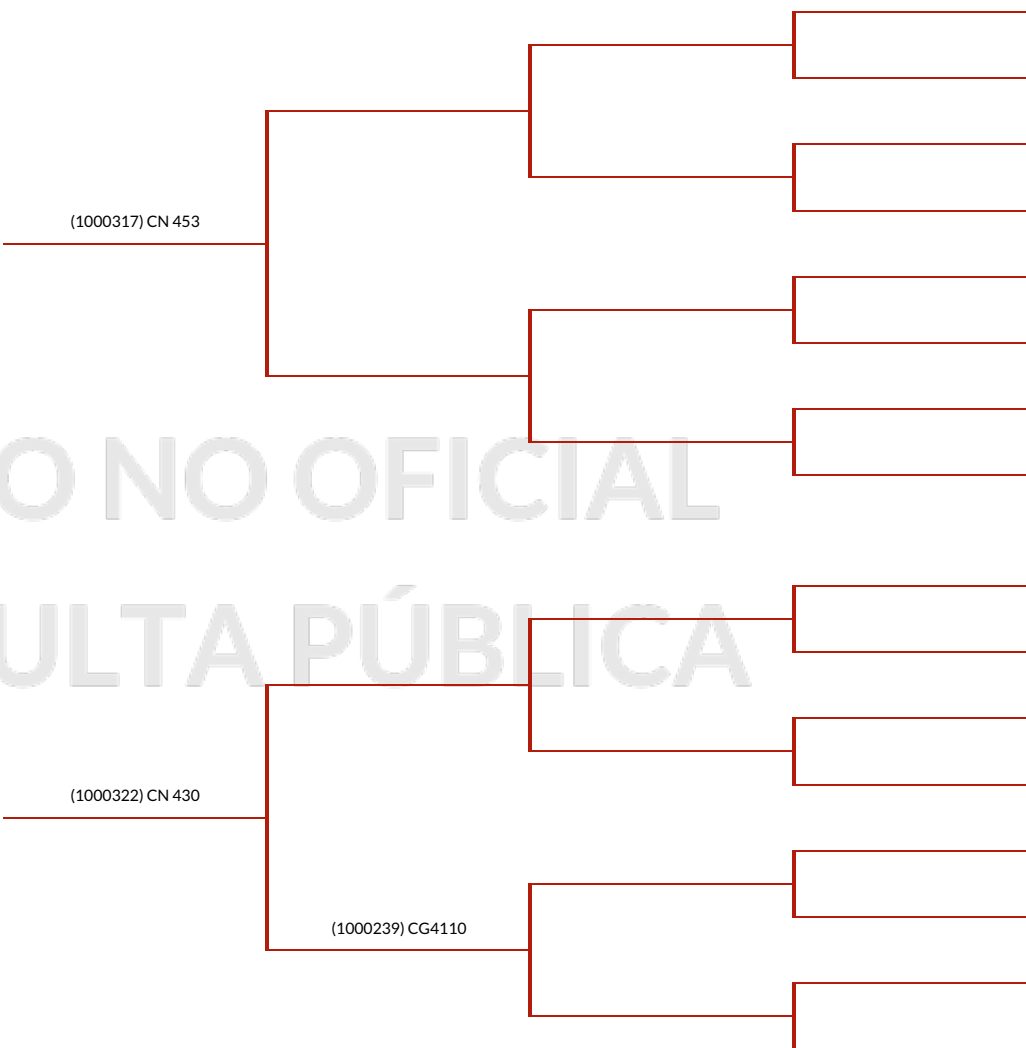 (1000317) CN 453
O NO OFICIAL
ULTA PÚBLICA
(1000322) CN 430
(1000239) CG4110